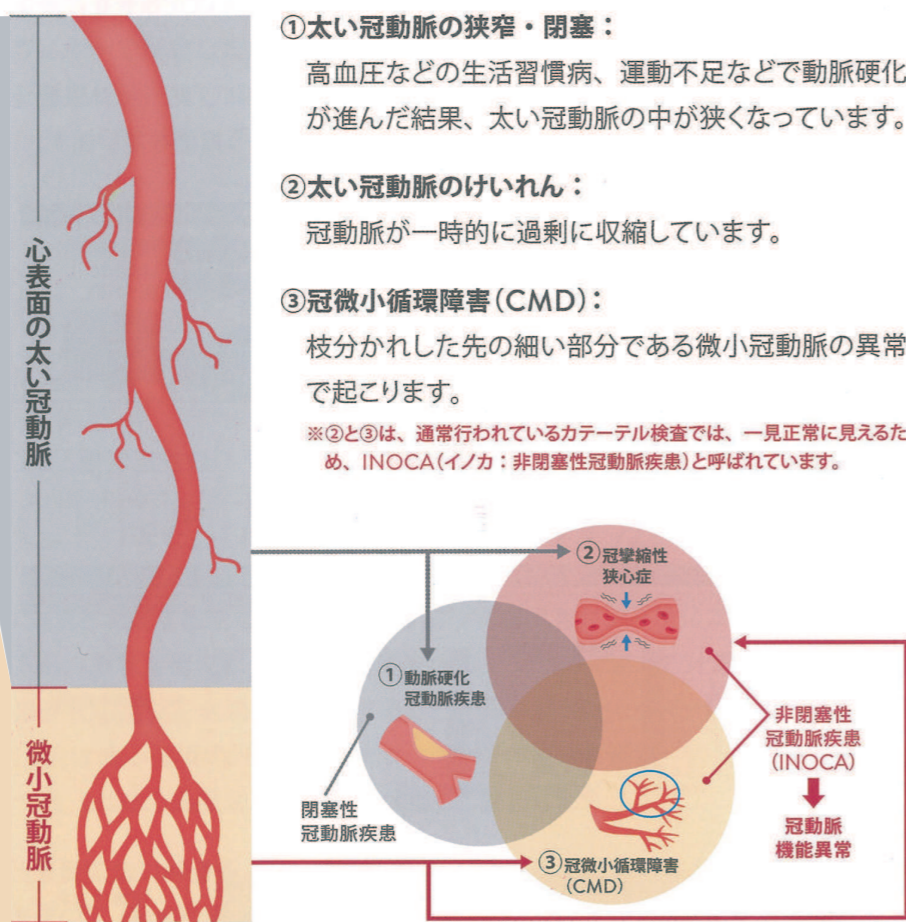 ①太い冠動脈の狭窄・閉塞：
高血圧などの生活習慣病、運動不足などで動脈硬化
が進んだ結果、太い冠動脈の中が狭くなっています。
②太い冠動脈のけいれん：
冠動脈が一時的に過剰に収縮しています。
③冠微小循環障害（CMD）：
枝分かれした先の細い部分である微小冠動脈の異常
で起こります。
※②と③は、通常行われているカテーテル検査では、一見正常に見えるた
め、INOCA（イノカ：非閉塞性冠動脈疾患）と呼ばれています。
心表面の太い冠動脈
微小冠動脈
②冠攣縮性
狭心症
①動脈硬化
冠動脈疾患
閉塞性
冠動脈疾患
③冠微小循環障害
（CMD）
非閉塞性
冠動脈疾患
（INOCA）
冠動脈
機能異常